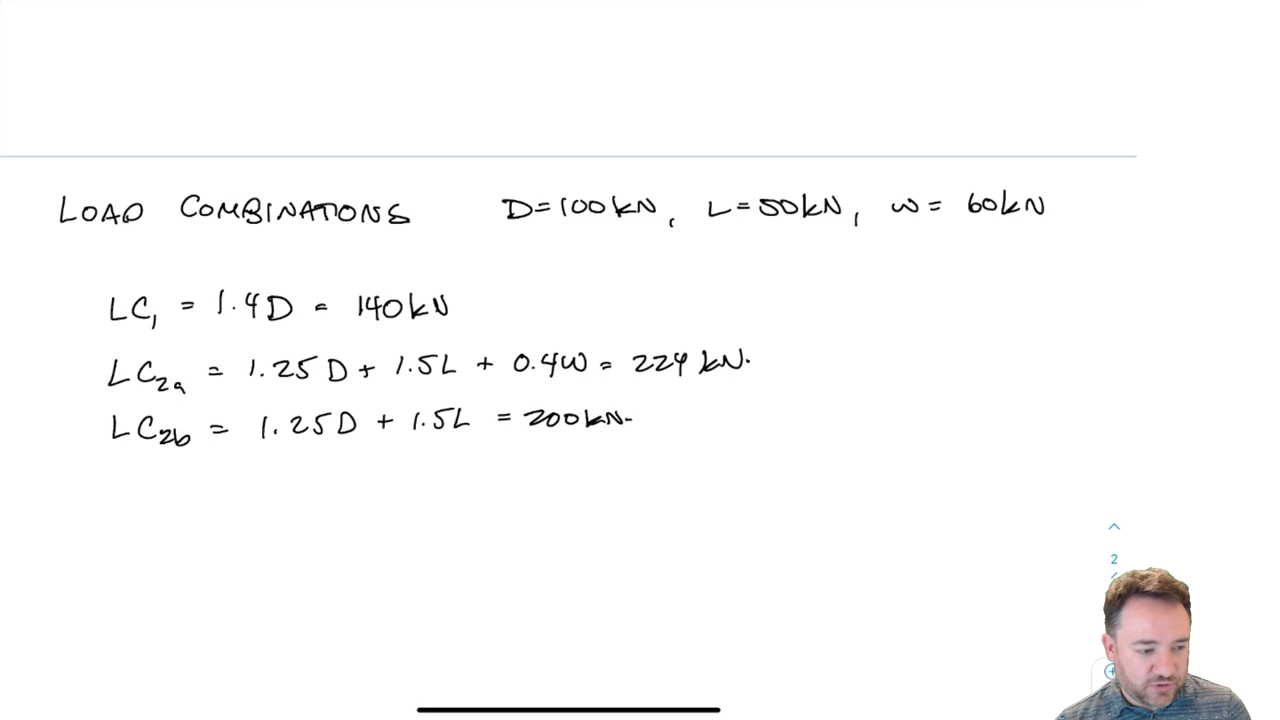 LOAD COMBINATIONS D=100kN, L=50kN, W= 60kN
LC1 = 1.4D = 140kN
LC2a = 1.25D + 1.5L + 0.4W = 224 kN.
LC2b = 1.25D + 1.5L = 200kN.
2